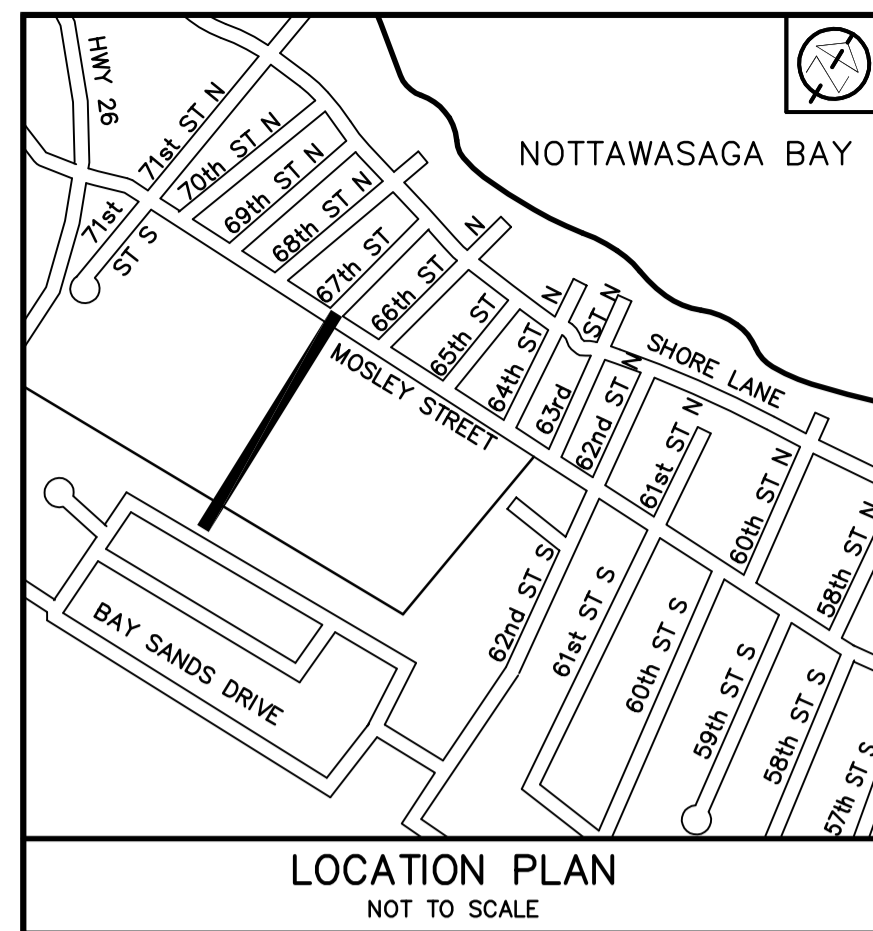 HWY 26
71st ST N
70th ST N
69th ST N
68th ST N
67th ST N
66th ST N
65th ST N
64th ST N
63rd ST N
62nd ST N
61st ST N
60th ST N
58th ST N
NOTTAWASAGA BAY
SHORE LANE
71st ST S
MOSLEY STREET
62nd ST S
61st ST S
60th ST S
59th ST S
58th ST S
57th ST S
BAY SANDS DRIVE
LOCATION PLAN
NOT TO SCALE